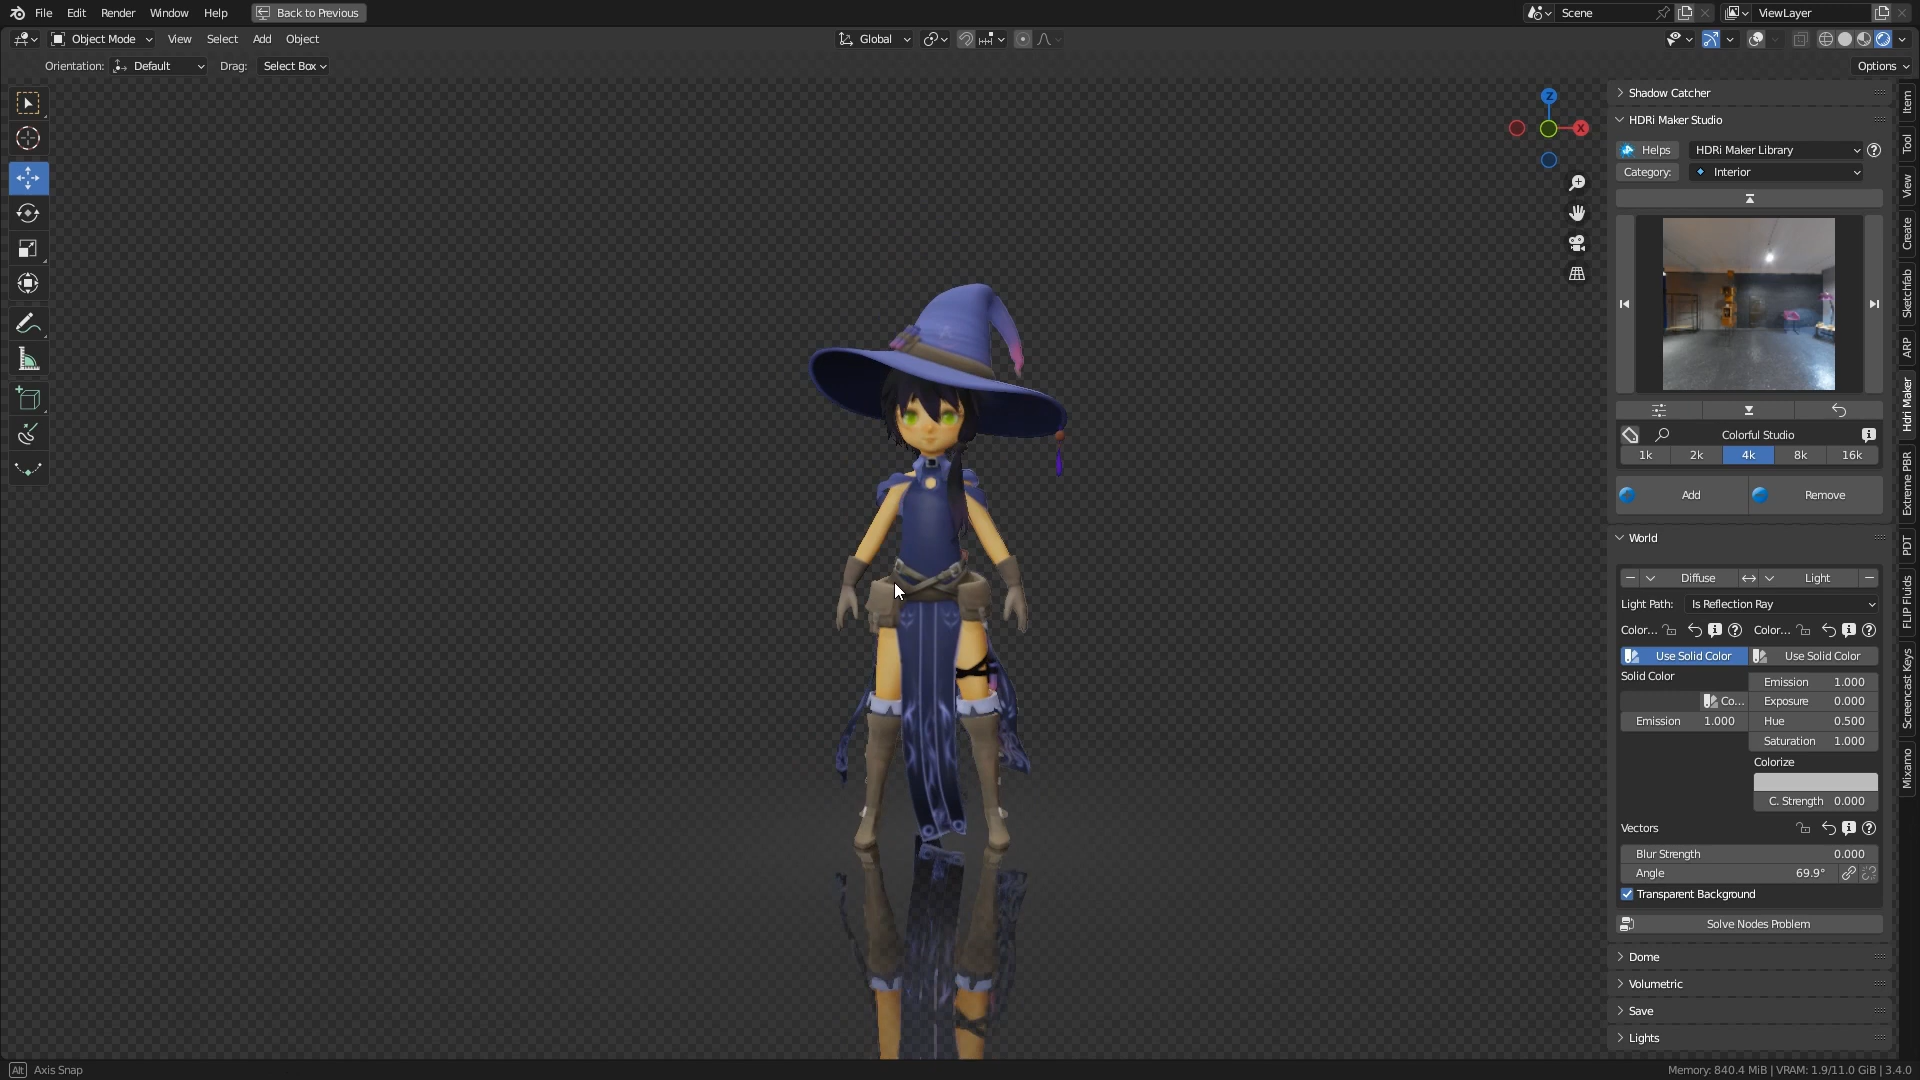 File Edit Render Window Help Back to Previous Scene ViewLayer
Object Mode View Select Add Object Global
Orientation: Default Drag: Select Box Options
Z
X
Shadow Catcher
HDRi Maker Studio
Helps HDRi Maker Library
Category: Interior
Colorful Studio
1k 2k 4k 8k 16k
Add Remove
World
Diffuse Light
Light Path: Is Reflection Ray
Color... Color...
Use Solid Color Use Solid Color
Solid Color Emission 1.000
Co... Exposure 0.000
Emission 1.000 Hue 0.500
Saturation 1.000
Colorize
C. Strength 0.000
Vectors
Blur Strength 0.000
Angle 69.9°
Transparent Background
Solve Nodes Problem
Dome
Volumetric
Save
Lights
Item
Tool
View
Create
Sketchfab
ARP
Hdri Maker
Extreme PBR
PDT
FLIP Fluids
Screencast Keys
Mixamo
Alt Axis Snap Memory: 840.4 MiB | VRAM: 1.9/11.0 GiB | 3.4.0